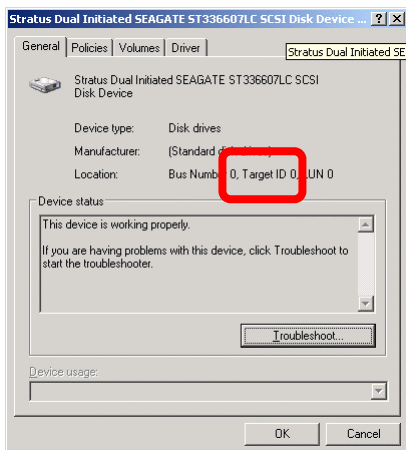 Stratus Dual Initiated SEAGATE ST336607LC SCSI Disk Device ...
General Policies Volumes Driver
Stratus Dual Initiated SE
Stratus Dual Initiated SEAGATE ST336607LC SCSI
Disk Device
Device type: Disk drives
Manufacturer: (Standard
Location: Bus Number 0, Target ID 0, LUN 0
Device status
This device is working properly.
If you are having problems with this device, click Troubleshoot to
start the troubleshooter.
Troubleshoot...
Device usage:
OK Cancel